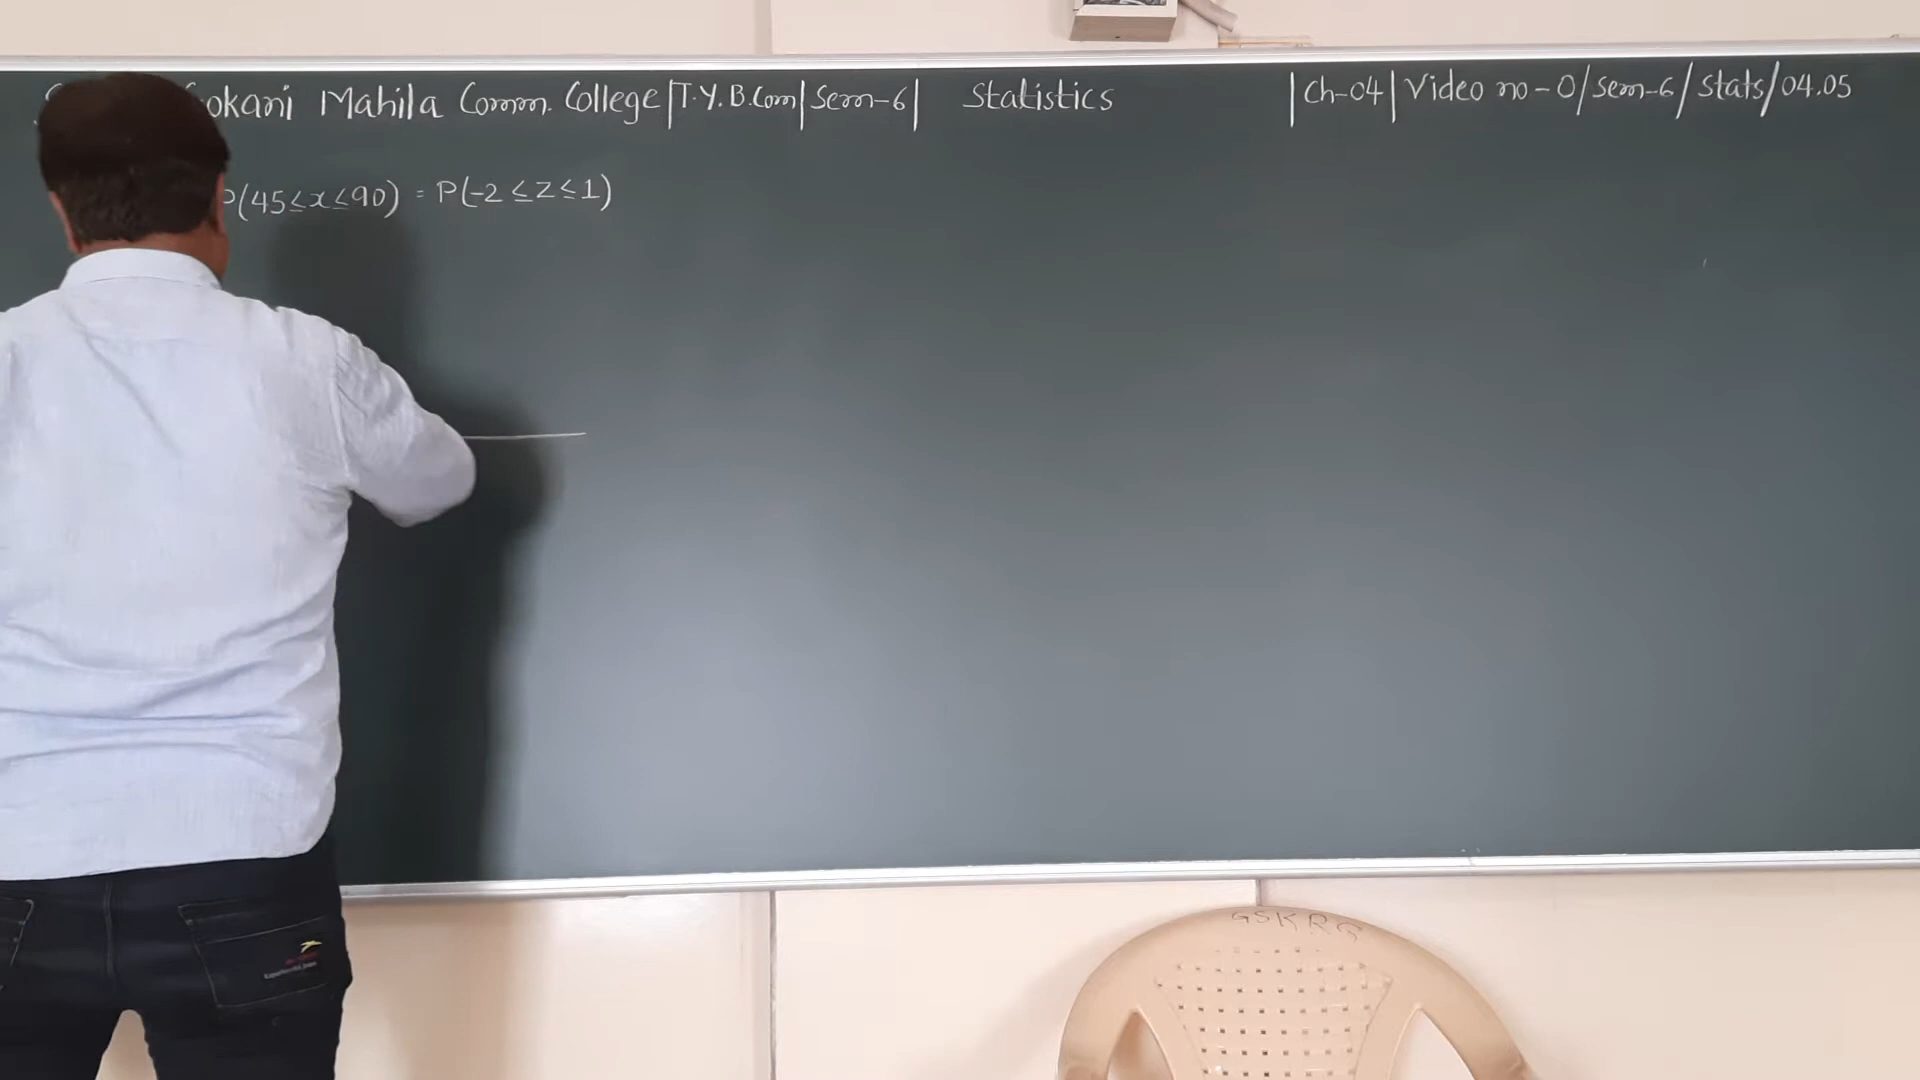 okani Mahila Comm. College|T.Y.B.Com|Sem-6| Statistics |Ch-04|Video no-0/sem-6/Stats/04.05
P(45≤x≤90) = P(-2≤Z≤1)
GSKRG